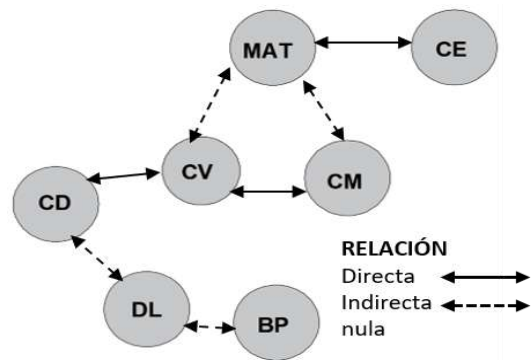 MAT
CE
CV
CM
CD
DL
BP
RELACIÓN
Directa
Indirecta
nula